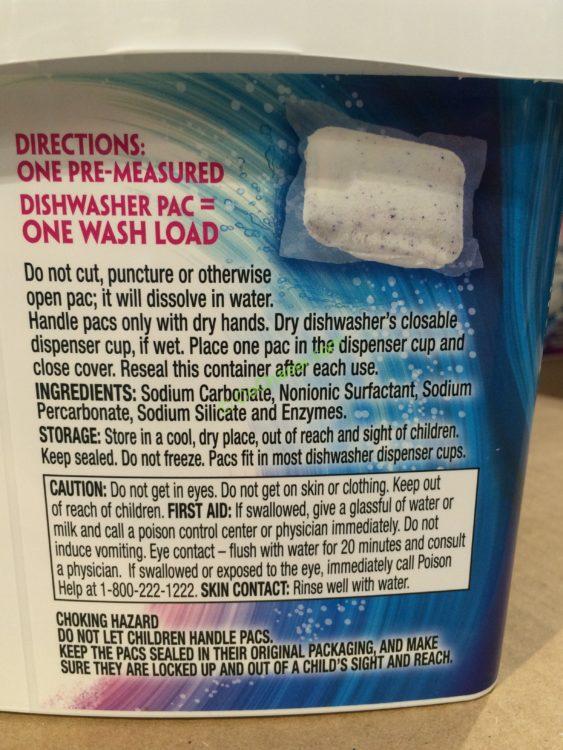 DIRECTIONS:
ONE PRE-MEASURED
DISHWASHER PAC =
ONE WASH LOAD
Do not cut, puncture or otherwise
open pac; it will dissolve in water.
Handle pacs only with dry hands. Dry dishwasher's closable
dispenser cup, if wet. Place one pac in the dispenser cup and
close cover. Reseal this container after each use.
INGREDIENTS: Sodium Carbonate, Nonionic Surfactant, Sodium
Percarbonate, Sodium Silicate and Enzymes.
STORAGE: Store in a cool, dry place, out of reach and sight of children.
Keep sealed. Do not freeze. Pacs fit in most dishwasher dispenser cups.
CAUTION: Do not get in eyes. Do not get on skin or clothing. Keep out
of reach of children. FIRST AID: If swallowed, give a glassful of water or
milk and call a poison control center or physician immediately. Do not
induce vomiting. Eye contact – flush with water for 20 minutes and consult
a physician. If swallowed or exposed to the eye, immediately call Poison
Help at 1-800-222-1222. SKIN CONTACT: Rinse well with water.
CHOKING HAZARD
DO NOT LET CHILDREN HANDLE PACS.
KEEP THE PACS SEALED IN THEIR ORIGINAL PACKAGING, AND MAKE
SURE THEY ARE LOCKED UP AND OUT OF A CHILD'S SIGHT AND REACH.